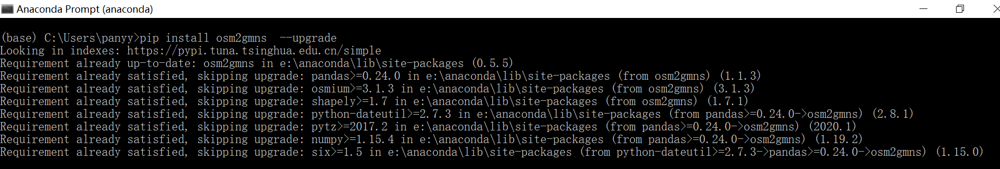 Anaconda Prompt (anaconda)
(base) C:\Users\panyy>pip install osm2gmns  --upgrade
Looking in indexes: https://pypi.tuna.tsinghua.edu.cn/simple
Requirement already up-to-date: osm2gmns in e:\anaconda\lib\site-packages (0.5.5)
Requirement already satisfied, skipping upgrade: pandas>=0.24.0 in e:\anaconda\lib\site-packages (from osm2gmns) (1.1.3)
Requirement already satisfied, skipping upgrade: osmium>=3.1.3 in e:\anaconda\lib\site-packages (from osm2gmns) (3.1.3)
Requirement already satisfied, skipping upgrade: shapely>=1.7 in e:\anaconda\lib\site-packages (from osm2gmns) (1.7.1)
Requirement already satisfied, skipping upgrade: python-dateutil>=2.7.3 in e:\anaconda\lib\site-packages (from pandas>=0.24.0->osm2gmns) (2.8.1)
Requirement already satisfied, skipping upgrade: pytz>=2017.2 in e:\anaconda\lib\site-packages (from pandas>=0.24.0->osm2gmns) (2020.1)
Requirement already satisfied, skipping upgrade: numpy>=1.15.4 in e:\anaconda\lib\site-packages (from pandas>=0.24.0->osm2gmns) (1.19.2)
Requirement already satisfied, skipping upgrade: six>=1.5 in e:\anaconda\lib\site-packages (from python-dateutil>=2.7.3->pandas>=0.24.0->osm2gmns) (1.15.0)